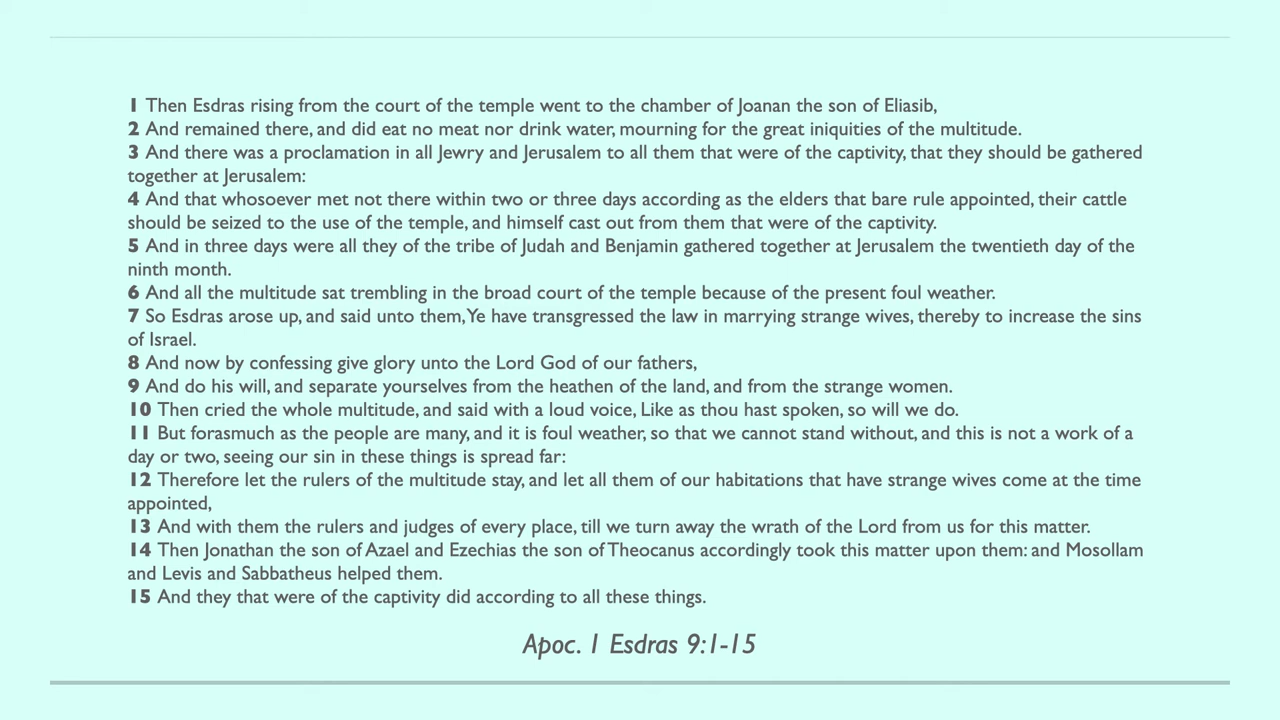 1 Then Esdras rising from the court of the temple went to the chamber of Joanan the son of Eliasib,
2 And remained there, and did eat no meat nor drink water, mourning for the great iniquities of the multitude.
3 And there was a proclamation in all Jewry and Jerusalem to all them that were of the captivity, that they should be gathered
together at Jerusalem:
4 And that whosoever met not there within two or three days according as the elders that bare rule appointed, their cattle
should be seized to the use of the temple, and himself cast out from them that were of the captivity.
5 And in three days were all they of the tribe of Judah and Benjamin gathered together at Jerusalem the twentieth day of the
ninth month.
6 And all the multitude sat trembling in the broad court of the temple because of the present foul weather.
7 So Esdras arose up, and said unto them, Ye have transgressed the law in marrying strange wives, thereby to increase the sins
of Israel.
8 And now by confessing give glory unto the Lord God of our fathers,
9 And do his will, and separate yourselves from the heathen of the land, and from the strange women.
10 Then cried the whole multitude, and said with a loud voice, Like as thou hast spoken, so will we do.
11 But forasmuch as the people are many, and it is foul weather, so that we cannot stand without, and this is not a work of a
day or two, seeing our sin in these things is spread far:
12 Therefore let the rulers of the multitude stay, and let all them of our habitations that have strange wives come at the time
appointed,
13 And with them the rulers and judges of every place, till we turn away the wrath of the Lord from us for this matter.
14 Then Jonathan the son of Azael and Ezechias the son of Theocanus accordingly took this matter upon them: and Mosollam
and Levis and Sabbatheus helped them.
15 And they that were of the captivity did according to all these things.
Apoc. 1 Esdras 9:1-15